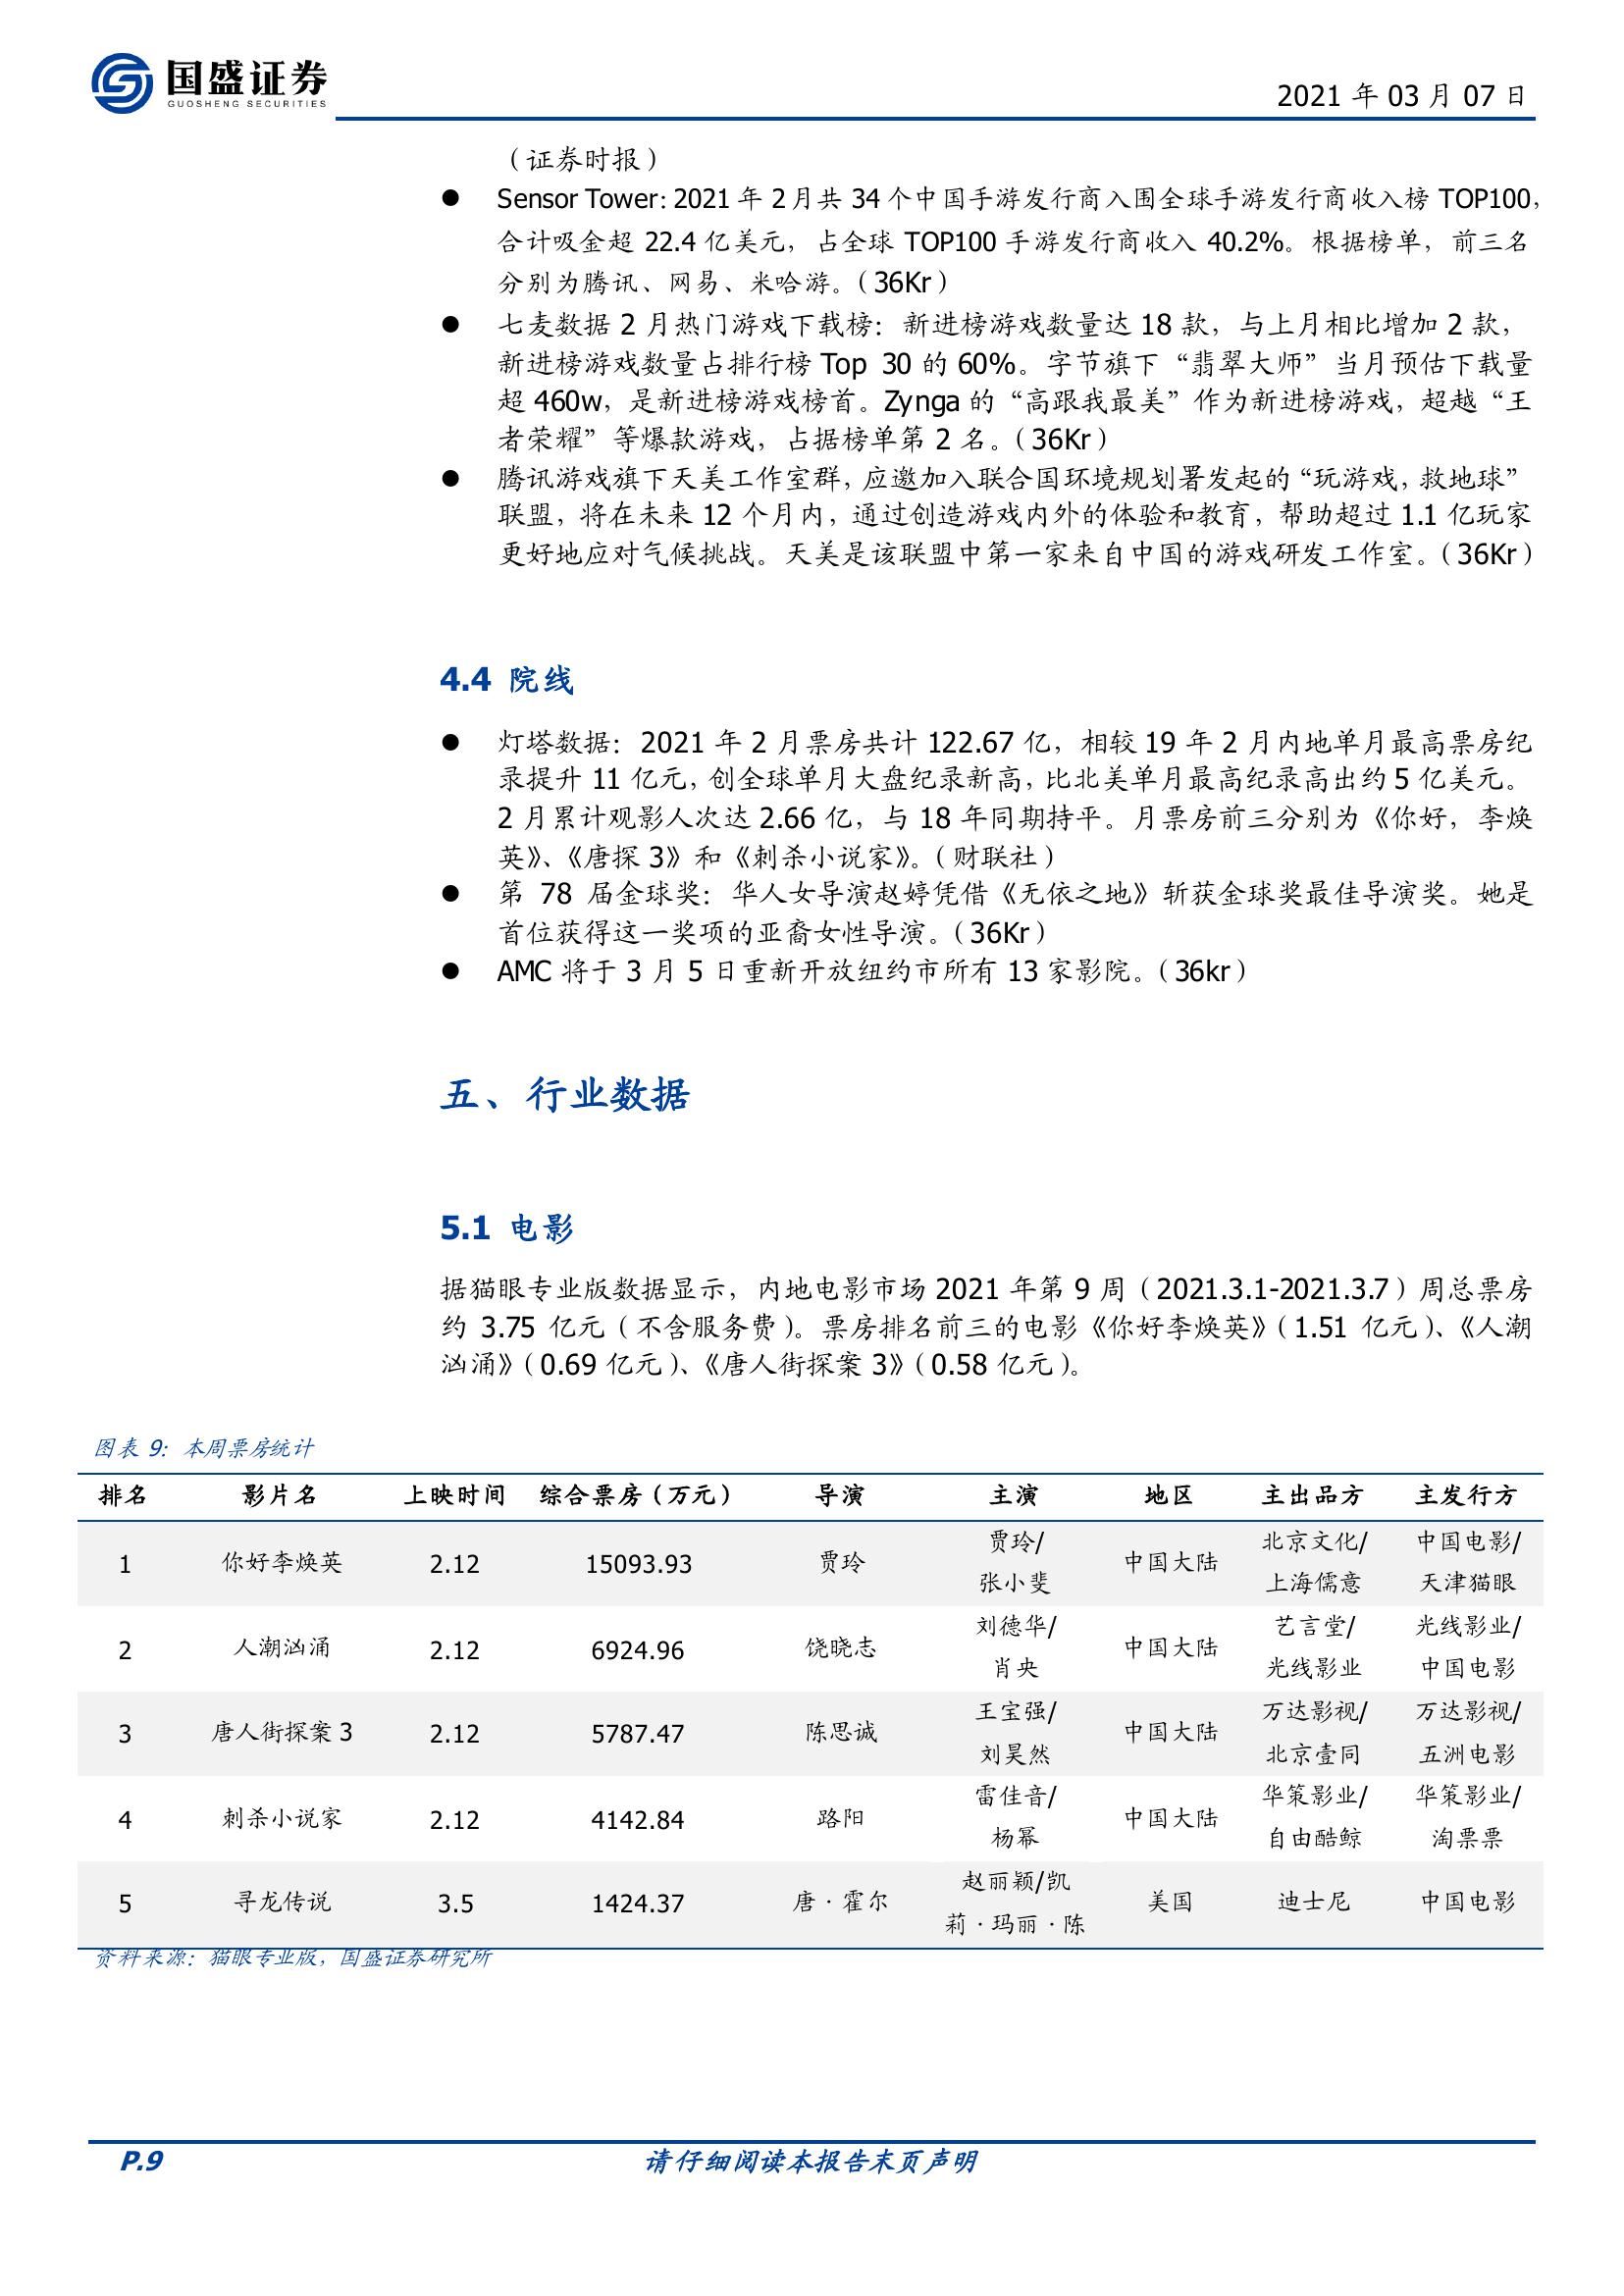 国盛证券
GUOSHENG SECURITIES
2021 年 03 月 07 日
（证券时报）
● Sensor Tower: 2021 年 2 月共 34 个中国手游发行商入围全球手游发行商收入榜 TOP100，
合计吸金超 22.4 亿美元，占全球 TOP100 手游发行商收入 40.2%。根据榜单，前三名
分别为腾讯、网易、米哈游。（36Kr）
● 七麦数据 2 月热门游戏下载榜：新进榜游戏数量达 18 款，与上月相比增加 2 款，
新进榜游戏数量占排行榜 Top 30 的 60%。字节旗下“翡翠大师”当月预估下载量
超 460w，是新进榜游戏榜首。Zynga 的“高跟我最美”作为新进榜游戏，超越“王
者荣耀”等爆款游戏，占据榜单第 2 名。（36Kr）
● 腾讯游戏旗下天美工作室群，应邀加入联合国环境规划署发起的“玩游戏，救地球”
联盟，将在未来 12 个月内，通过创造游戏内外的体验和教育，帮助超过 1.1 亿玩家
更好地应对气候挑战。天美是该联盟中第一家来自中国的游戏研发工作室。（36Kr）
4.4 院线
● 灯塔数据：2021 年 2 月票房共计 122.67 亿，相较 19 年 2 月内地单月最高票房纪
录提升 11 亿元，创全球单月大盘纪录新高，比北美单月最高纪录高出约 5 亿美元。
2 月累计观影人次达 2.66 亿，与 18 年同期持平。月票房前三分别为《你好，李焕
英》、《唐探 3》和《刺杀小说家》。（财联社）
● 第 78 届金球奖：华人女导演赵婷凭借《无依之地》斩获金球奖最佳导演奖。她是
首位获得这一奖项的亚裔女性导演。（36Kr）
● AMC 将于 3 月 5 日重新开放纽约市所有 13 家影院。（36kr）
五、行业数据
5.1 电影
据猫眼专业版数据显示，内地电影市场 2021 年第 9 周（2021.3.1-2021.3.7）周总票房
约 3.75 亿元（不含服务费）。票房排名前三的电影《你好李焕英》（1.51 亿元）、《人潮
汹涌》（0.69 亿元）、《唐人街探案 3》（0.58 亿元）。
图表 9：本周票房统计
排名 影片名 上映时间 综合票房（万元） 导演 主演 地区 主出品方 主发行方
1 你好李焕英 2.12 15093.93 贾玲 贾玲/ 张小斐 中国大陆 北京文化/ 上海儒意 中国电影/ 天津猫眼
2 人潮汹涌 2.12 6924.96 饶晓志 刘德华/ 肖央 中国大陆 艺言堂/ 光线影业 光线影业/ 中国电影
3 唐人街探案 3 2.12 5787.47 陈思诚 王宝强/ 刘昊然 中国大陆 万达影视/ 北京壹同 万达影视/ 五洲电影
4 刺杀小说家 2.12 4142.84 路阳 雷佳音/ 杨幂 中国大陆 华策影业/ 自由酷鲸 华策影业/ 淘票票
5 寻龙传说 3.5 1424.37 唐·霍尔 赵丽颖/凯 莉·玛丽·陈 美国 迪士尼 中国电影
资料来源：猫眼专业版，国盛证券研究所
P.9
请仔细阅读本报告末页声明